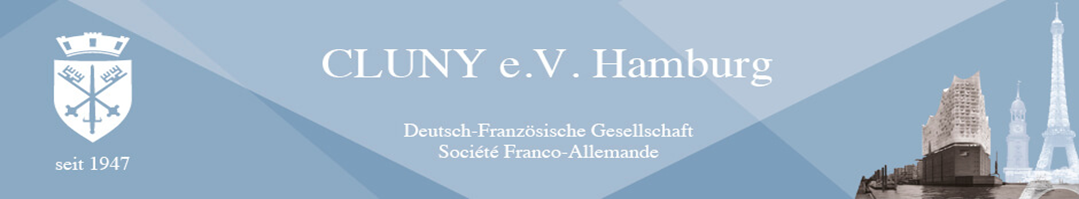 CLUNY e.V. Hamburg
Deutsch-Französische Gesellschaft
Société Franco-Allemande
seit 1947